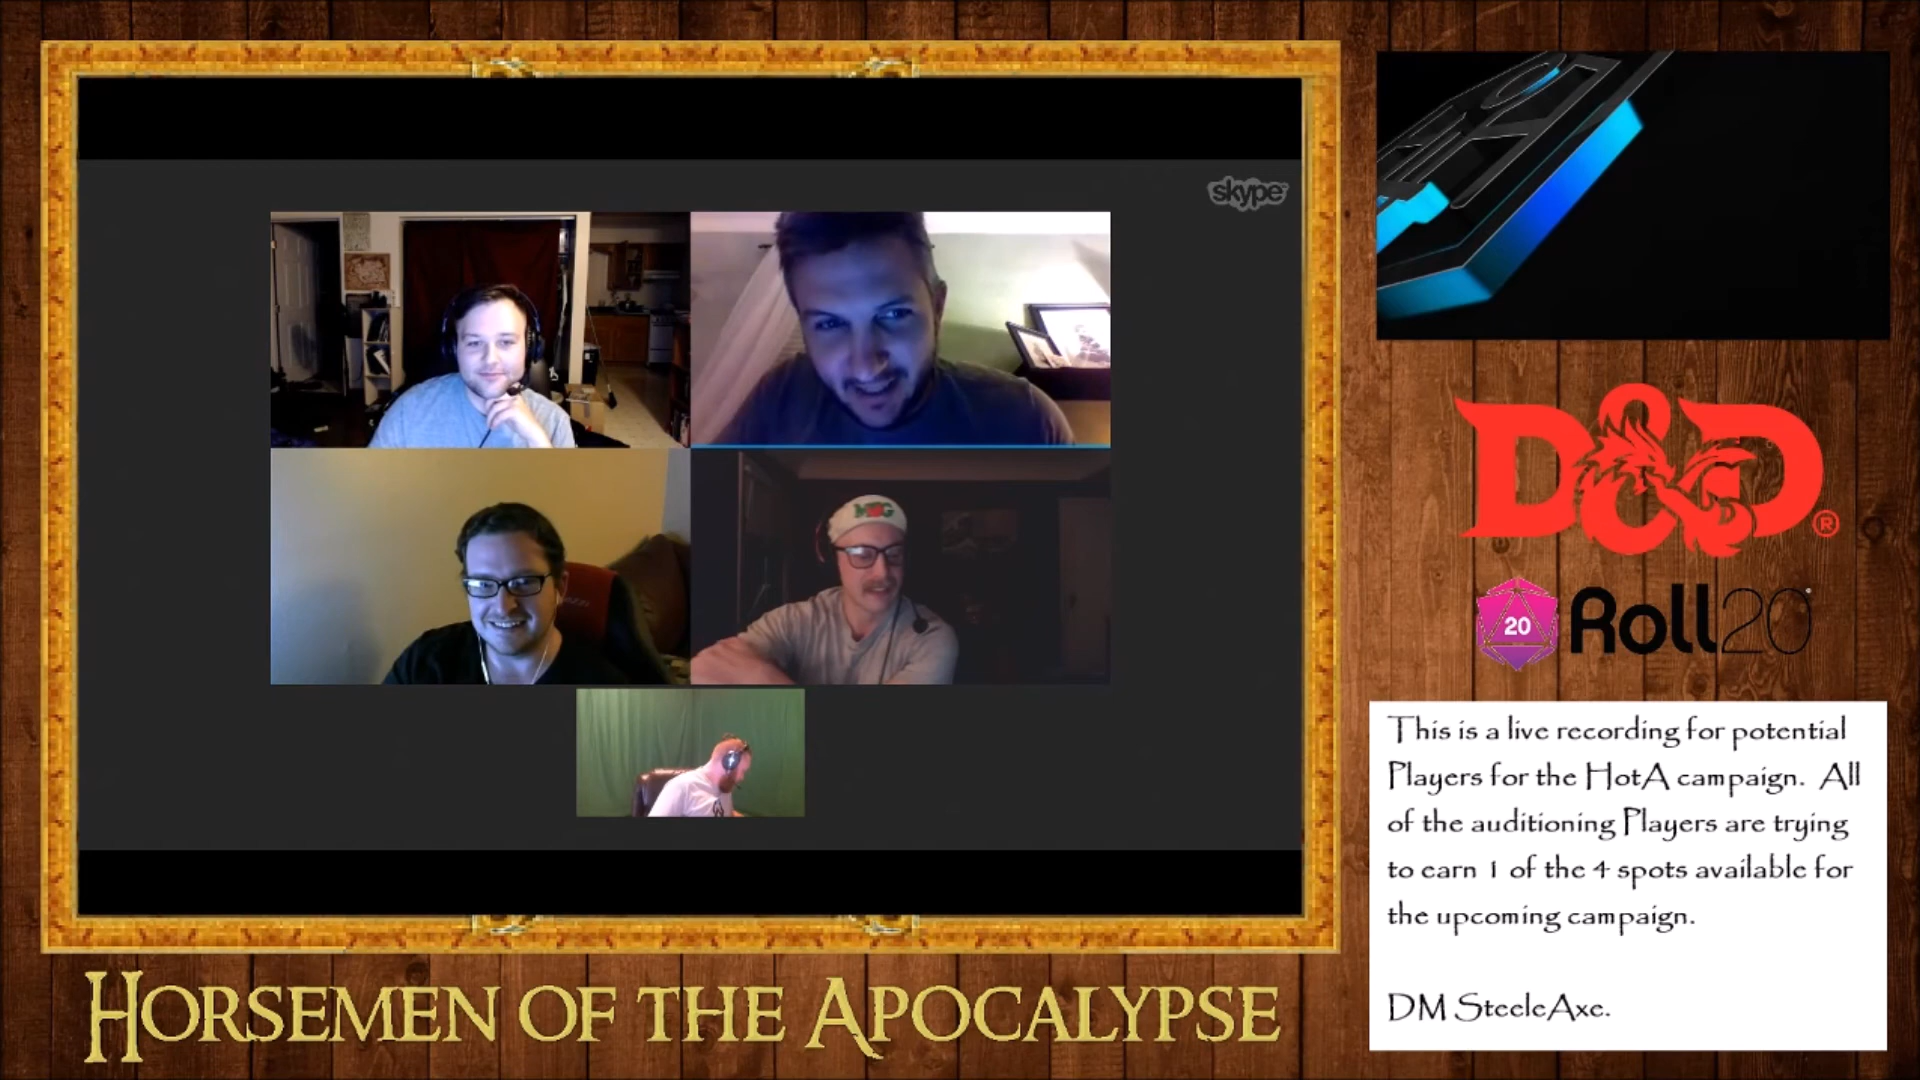 skype
D&D®
20
Roll20
This is a live recording for potential
Players for the HotA campaign. All
of the auditioning Players are trying
to earn 1 of the 4 spots available for
the upcoming campaign.
DM SteeleAxe.
Horsemen of the Apocalypse